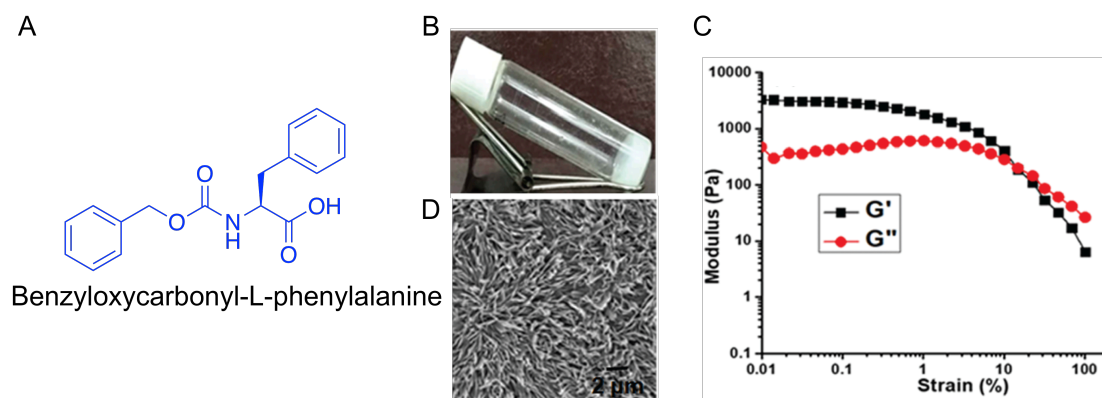 A
B
C
D
O
O
N
H
OH
O
Benzyloxycarbonyl-L-phenylalanine
2 µm
10000
1000
100
10
1
0.1
Modulus (Pa)
G'
G"
0.01
0.1
1
10
100
Strain (%)